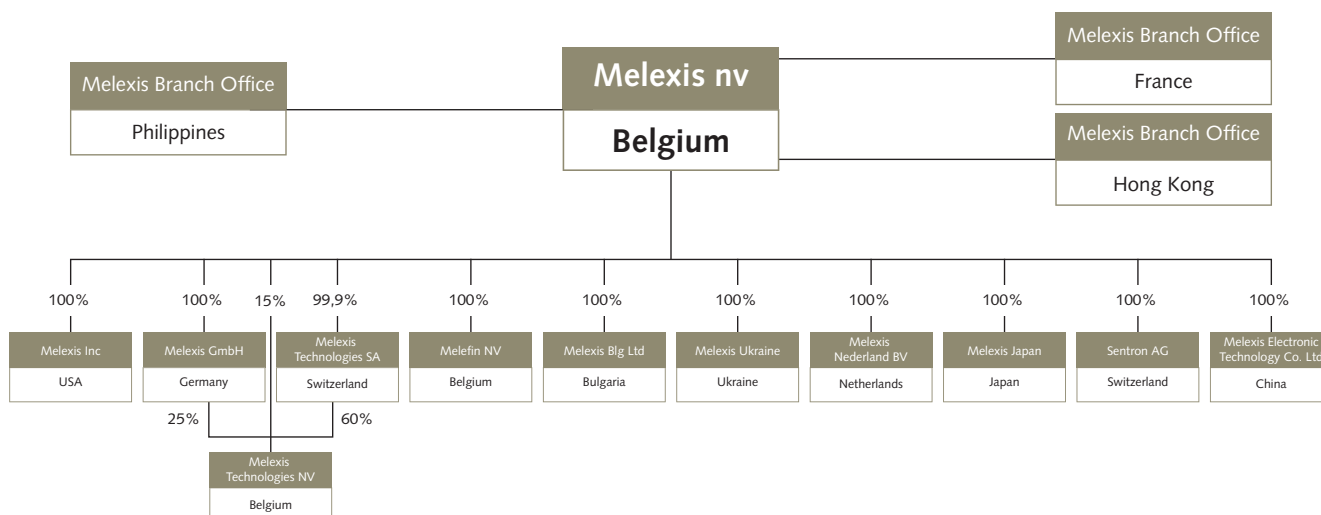 Melexis Branch Office
Philippines
Melexis nv
Belgium
Melexis Branch Office
France
Melexis Branch Office
Hong Kong
100%
100%
15%
99,9%
100%
100%
100%
100%
100%
100%
100%
Melexis Inc
USA
Melexis GmbH
Germany
Melexis
Technologies SA
Switzerland
Melefin NV
Belgium
Melexis Blg Ltd
Bulgaria
Melexis Ukraine
Ukraine
Melexis
Nederland BV
Netherlands
Melexis Japan
Japan
Sentron AG
Switzerland
Melexis Electronic
Technology Co. Ltd
China
25%
60%
Melexis
Technologies NV
Belgium